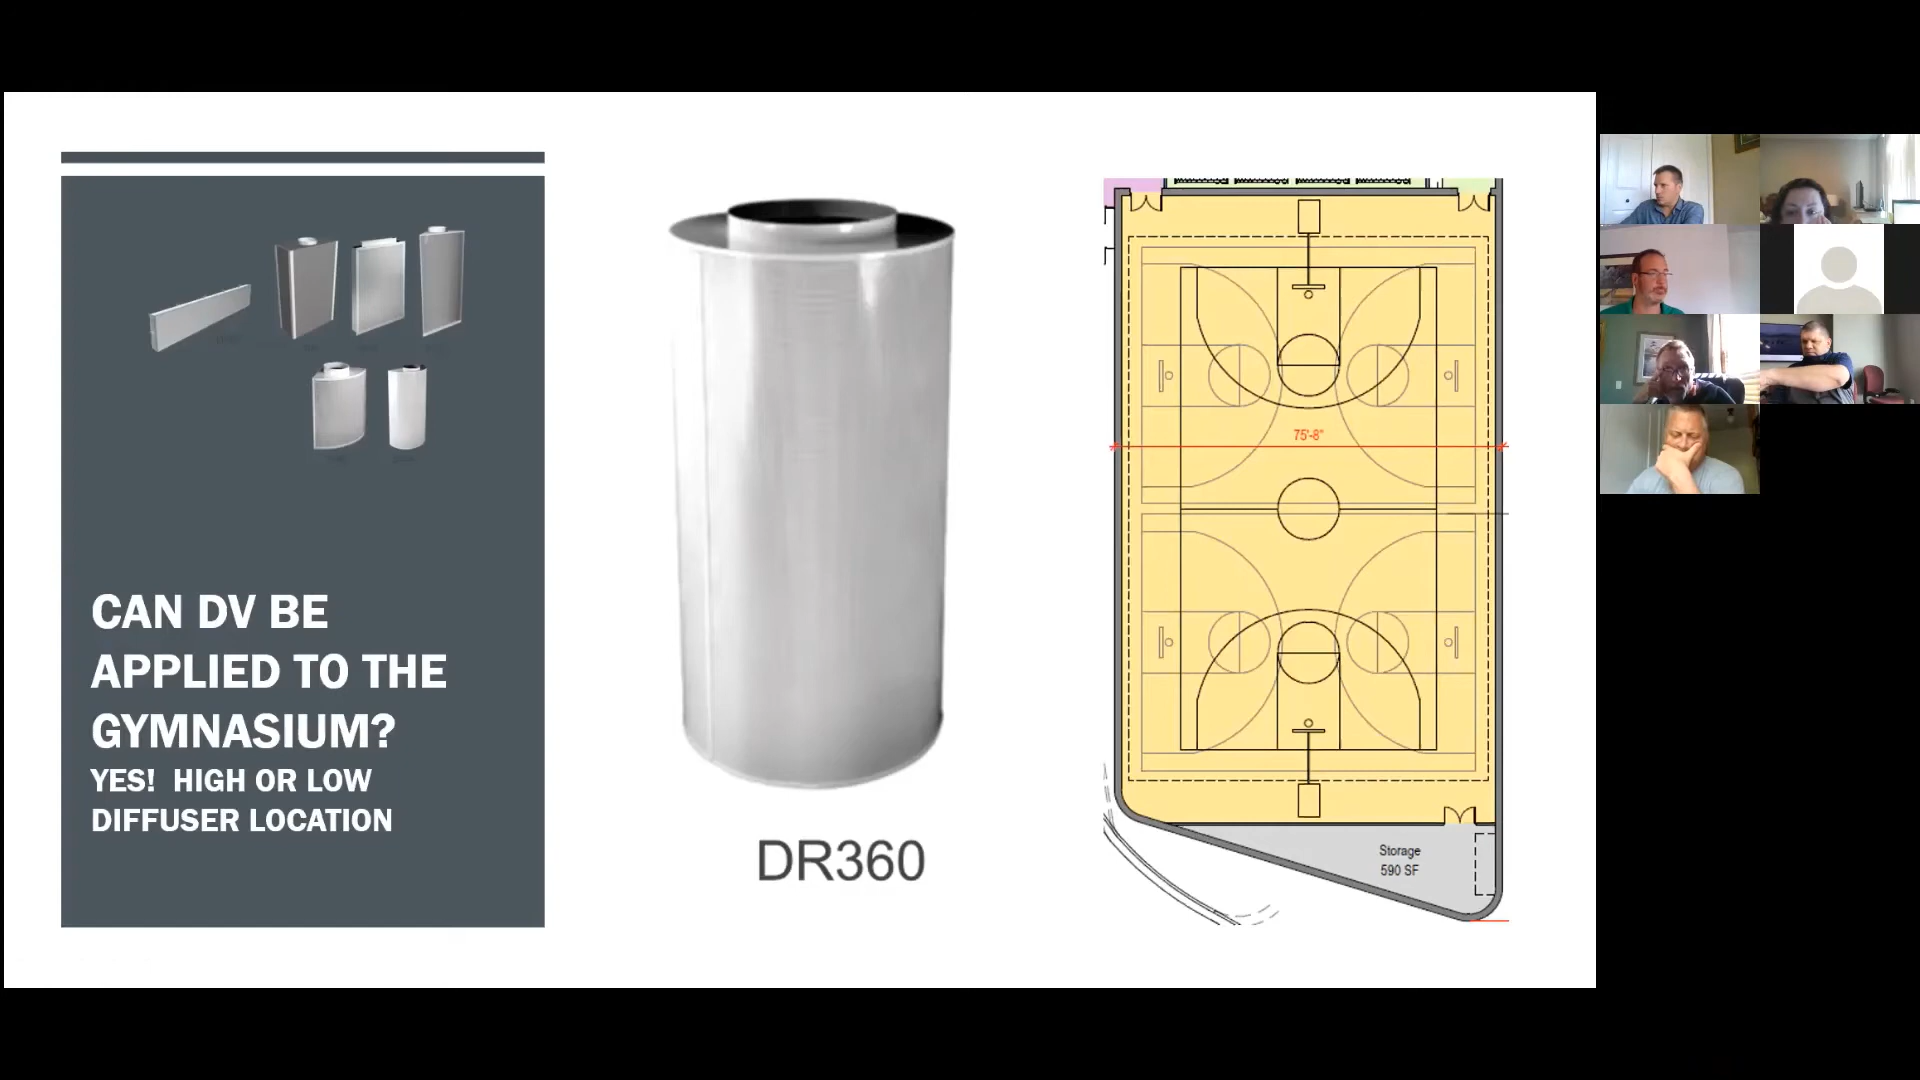 CAN DV BE
APPLIED TO THE
GYMNASIUM?
YES!  HIGH OR LOW
DIFFUSER LOCATION
DR360
75'-8"
Storage
590 SF